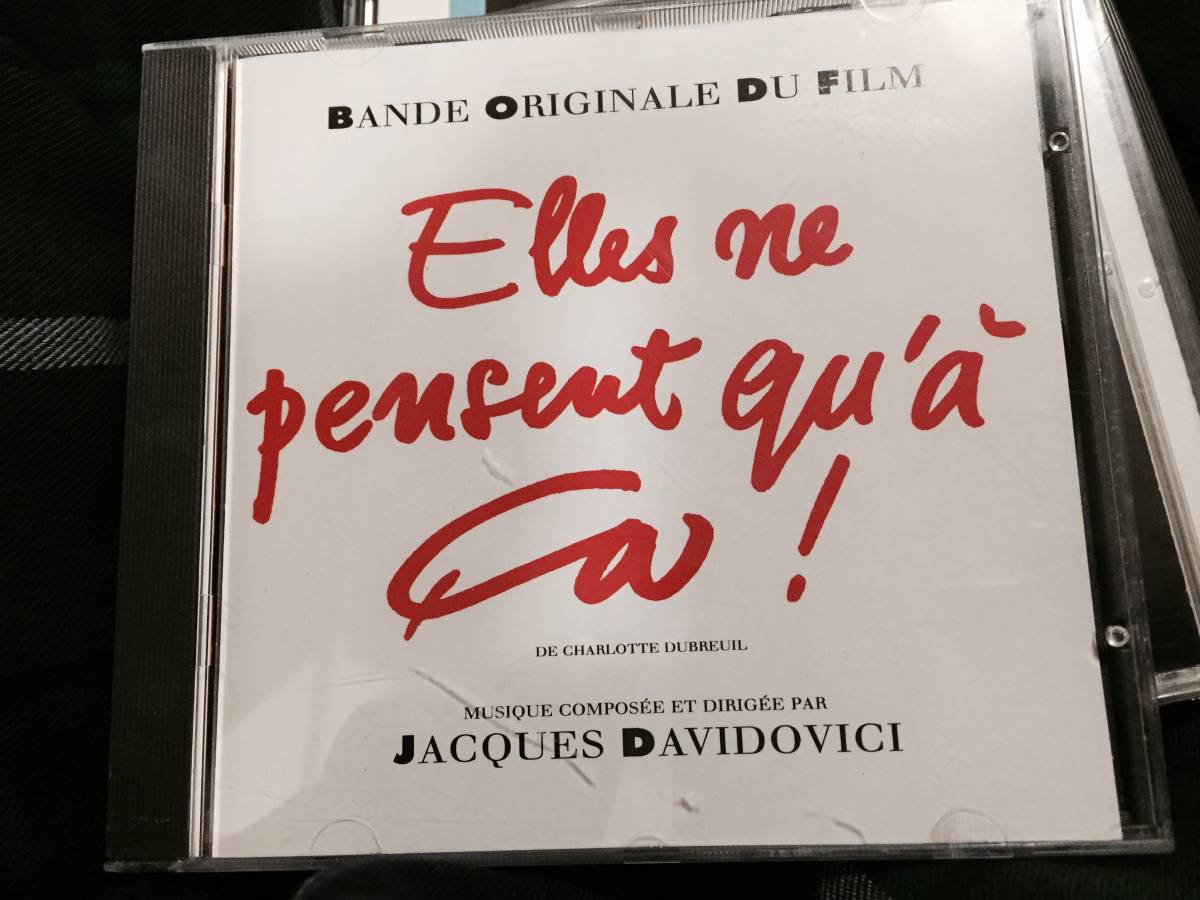 BANDE ORIGINALE DU FILM
Elles ne
pensent qu'à
ça !
DE CHARLOTTE DUBREUIL
MUSIQUE COMPOSÉE ET DIRIGÉE PAR
JACQUES DAVIDOVICI